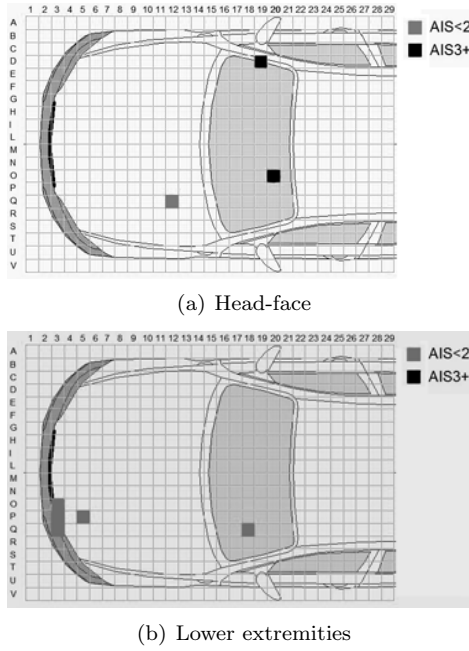 1 2 3 4 5 6 7 8 9 10 11 12 13 14 15 16 17 18 19 20 21 22 23 24 25 26 27 28 29
A
B
C
D
E
F
G
H
I
L
M
N
O
P
Q
R
S
T
U
V
AIS<2
AIS3+
(a) Head-face
1 2 3 4 5 6 7 8 9 10 11 12 13 14 15 16 17 18 19 20 21 22 23 24 25 26 27 28 29
A
B
C
D
E
F
G
H
I
L
M
N
O
P
Q
R
S
T
U
V
AIS<2
AIS3+
(b) Lower extremities